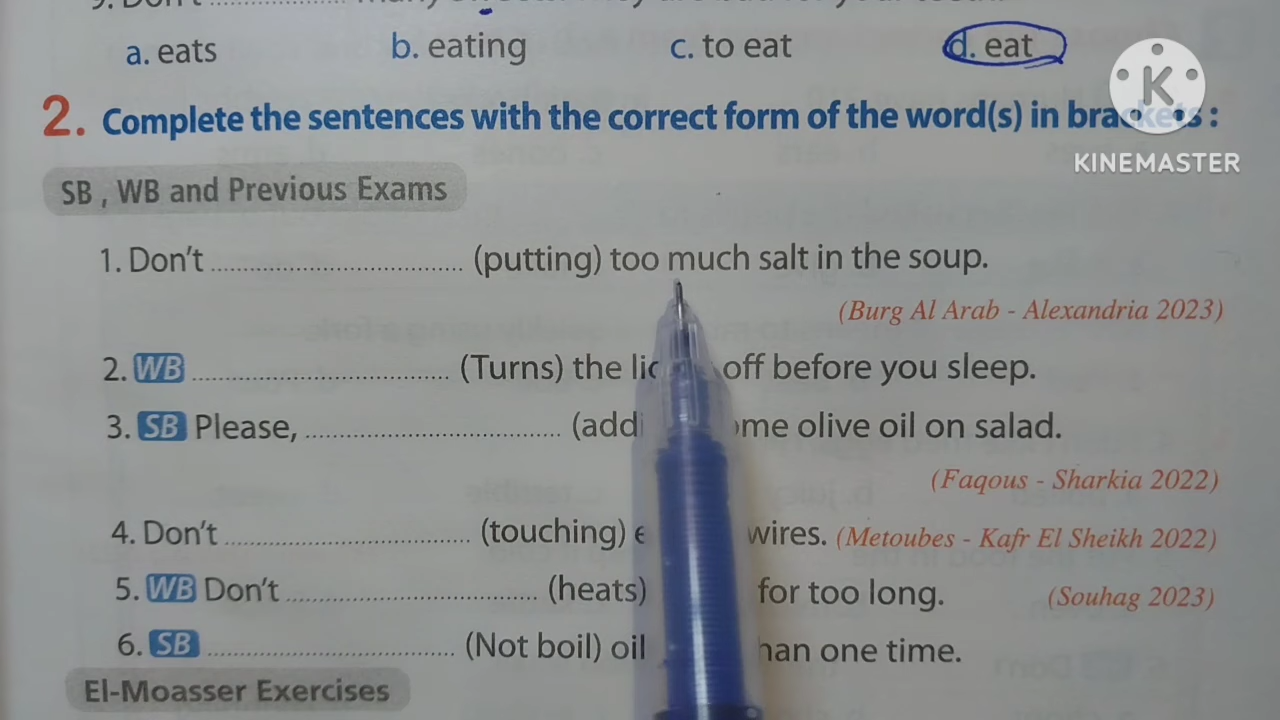 a. eats b. eating c. to eat d. eat
K
KINEMASTER
2. Complete the sentences with the correct form of the word(s) in brackets :
SB , WB and Previous Exams
1. Don't .............................. (putting) too much salt in the soup.
(Burg Al Arab - Alexandria 2023)
2. WB .............................. (Turns) the off before you sleep.
3. SB Please, .............................. olive oil on salad.
(Faqous - Sharkia 2022)
4. Don't .............................. (touching) wires. (Metoubes - Kafr El Sheikh 2022)
5. WB Don't .............................. (heats) for too long. (Souhag 2023)
6. SB .............................. (Not boil) oil one time.
El-Moasser Exercises